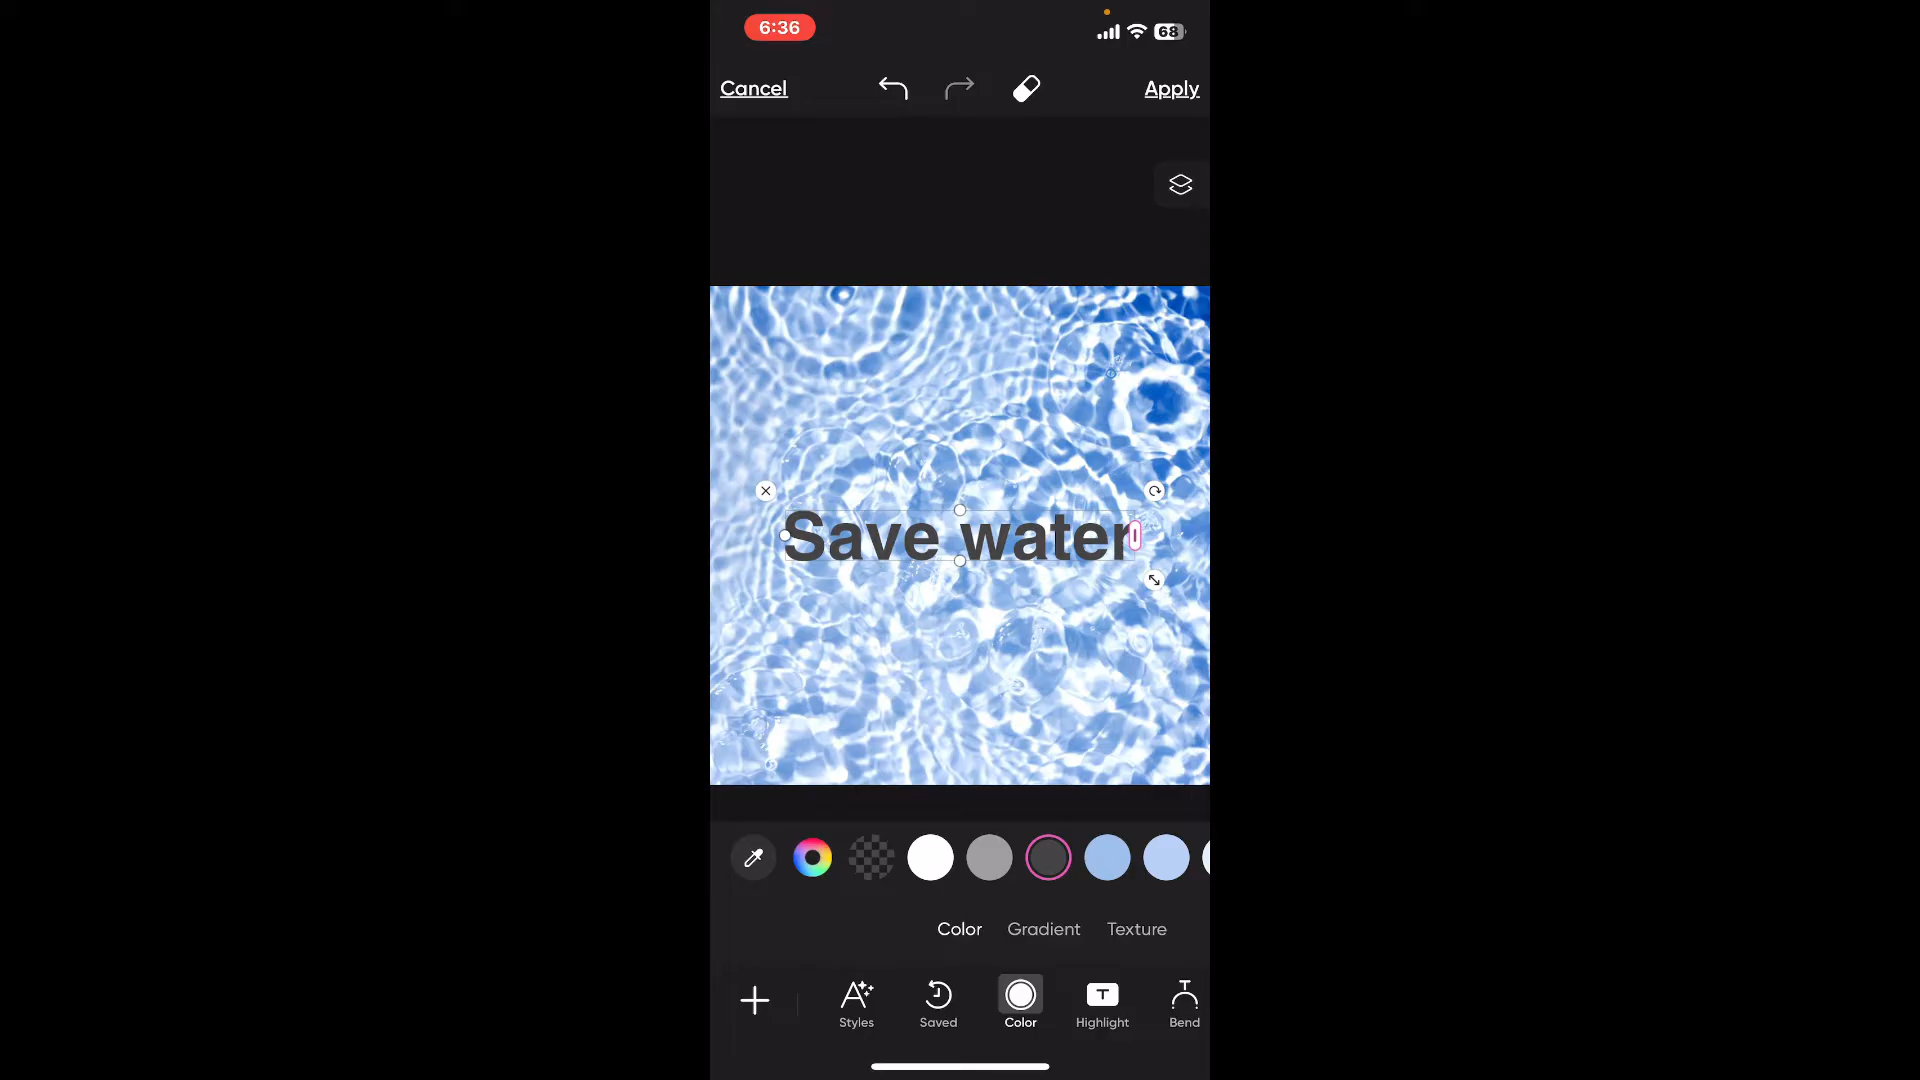 6:36
68
Cancel
Apply
Save water
Color Gradient Texture
Styles Saved Color Highlight Bend